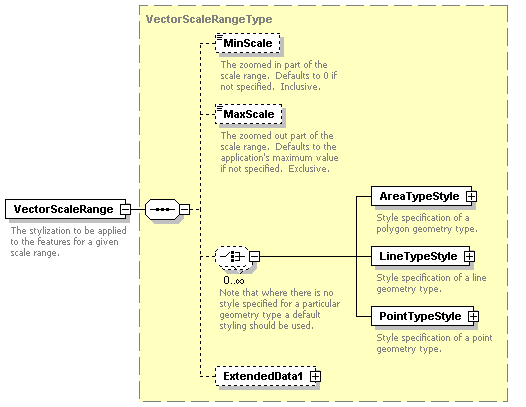 VectorScaleRangeType
MinScale
The zoomed in part of the
scale range.  Defaults to 0 if
not specified.  Inclusive.
MaxScale
The zoomed out part of the
scale range.  Defaults to the
application's maximum value
if not specified.  Exclusive.
VectorScaleRange
The stylization to be applied
to the features for a given
scale range.
0..∞
Note that where there is no
style specified for a particular
geometry type a default
styling should be used.
AreaTypeStyle
Style specification of a
polygon geometry type.
LineTypeStyle
Style specification of a line
geometry type.
PointTypeStyle
Style specification of a point
geometry type.
ExtendedData1